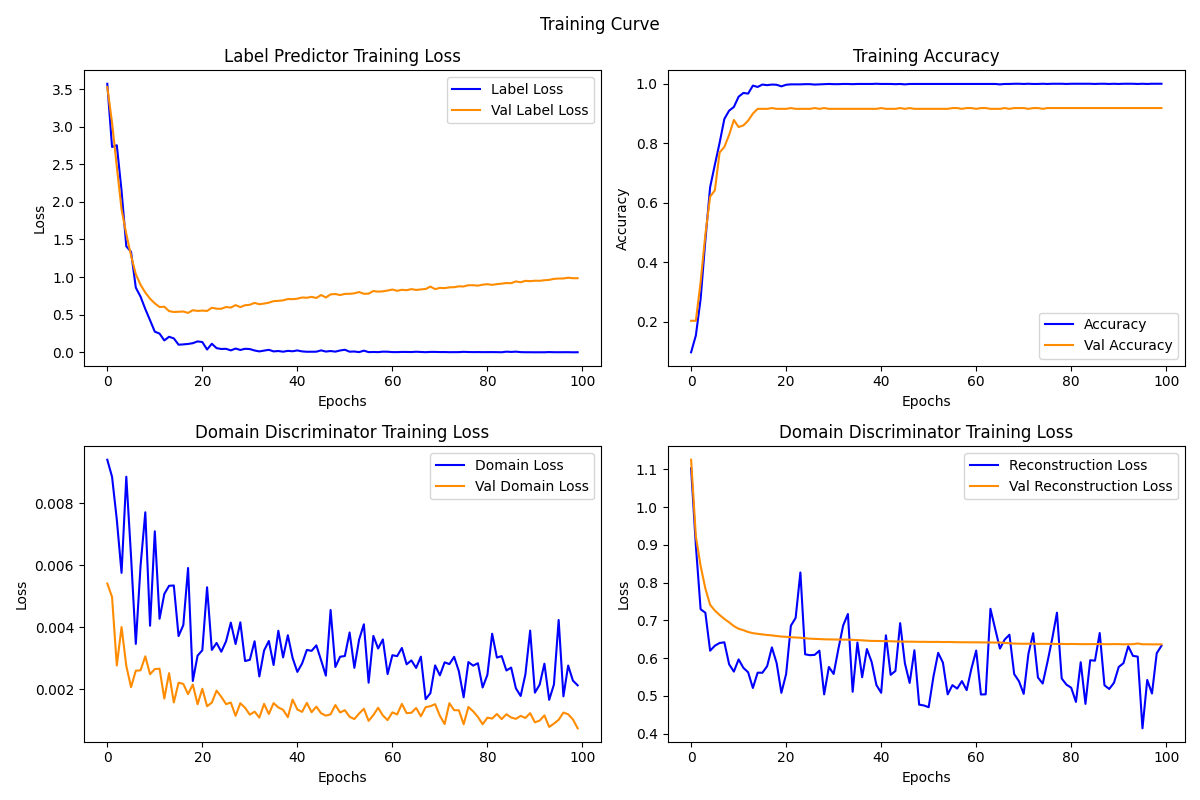 Training Curve
Label Predictor Training Loss
3.5
3.0
2.5
2.0
1.5
1.0
0.5
0.0
Loss
0 20 40 60 80 100
Epochs
Label Loss
Val Label Loss
Training Accuracy
1.0
0.8
0.6
0.4
0.2
Accuracy
0 20 40 60 80 100
Epochs
Accuracy
Val Accuracy
Domain Discriminator Training Loss
0.008
0.006
0.004
0.002
Loss
0 20 40 60 80 100
Epochs
Domain Loss
Val Domain Loss
Domain Discriminator Training Loss
1.1
1.0
0.9
0.8
0.7
0.6
0.5
0.4
Loss
0 20 40 60 80 100
Epochs
Reconstruction Loss
Val Reconstruction Loss